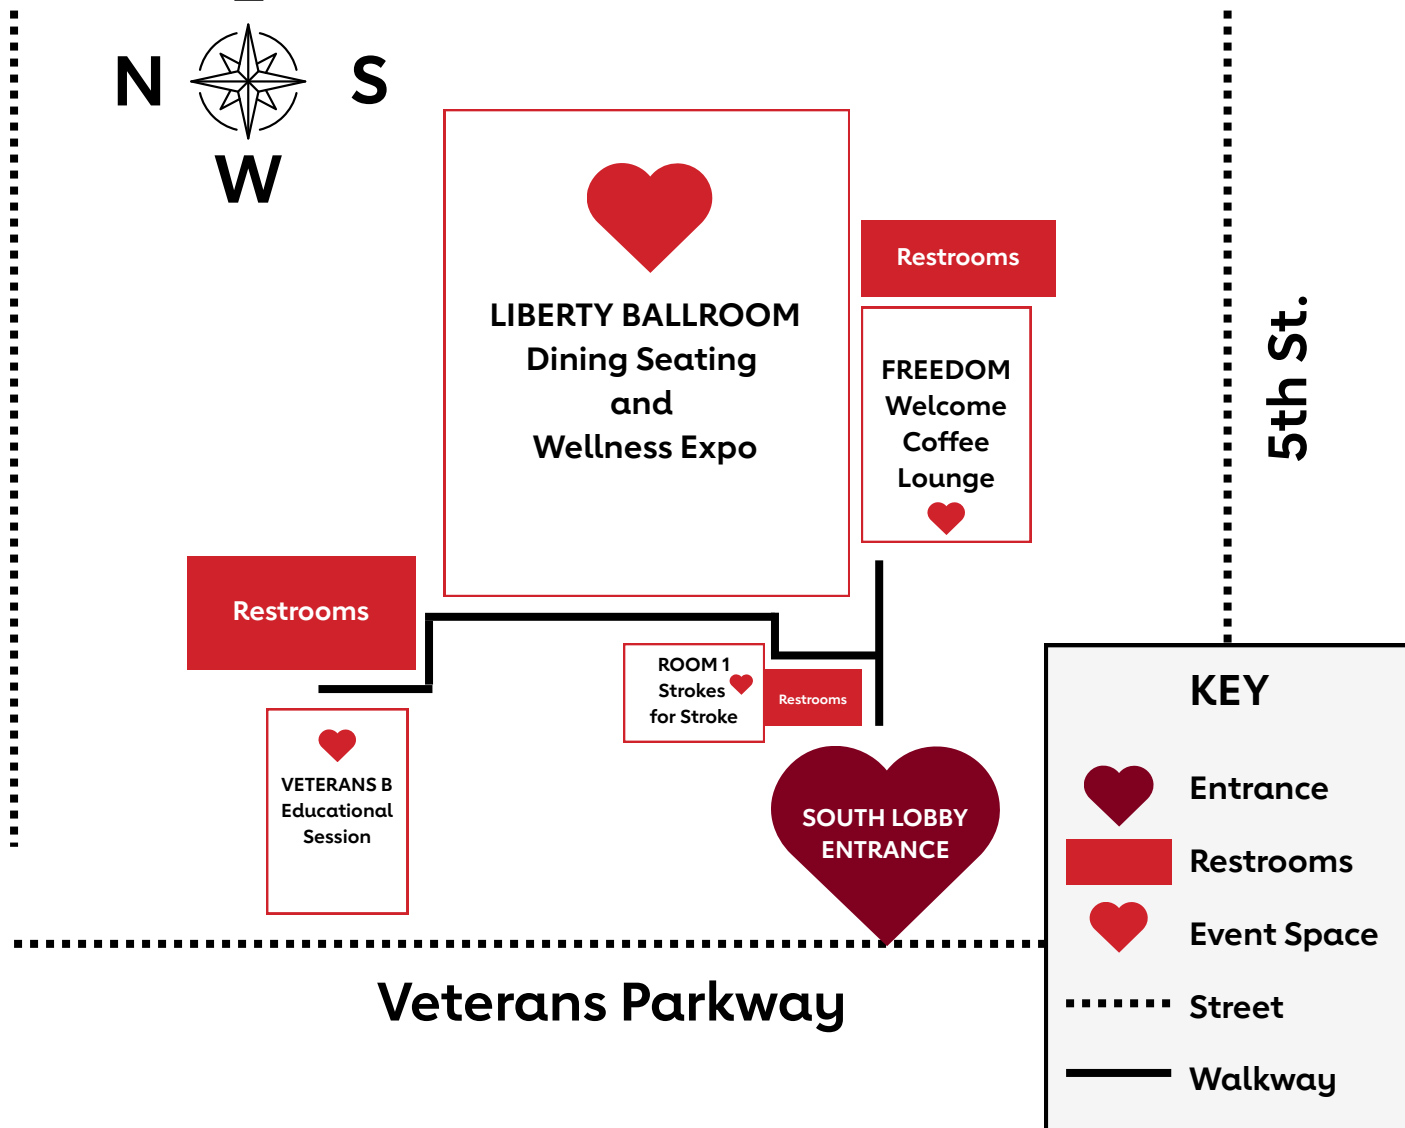 N
S
W
LIBERTY BALLROOM
Dining Seating
and
Wellness Expo
Restrooms
FREEDOM
Welcome
Coffee
Lounge
5th St.
Restrooms
ROOM 1
Strokes
for Stroke
Restrooms
VETERANS B
Educational
Session
SOUTH LOBBY
ENTRANCE
Veterans Parkway
KEY
Entrance
Restrooms
Event Space
Street
Walkway